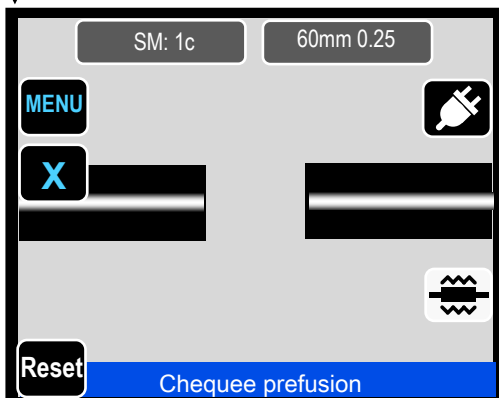 SM: 1c
60mm 0.25
MENU
X
Reset
Chequee prefusion